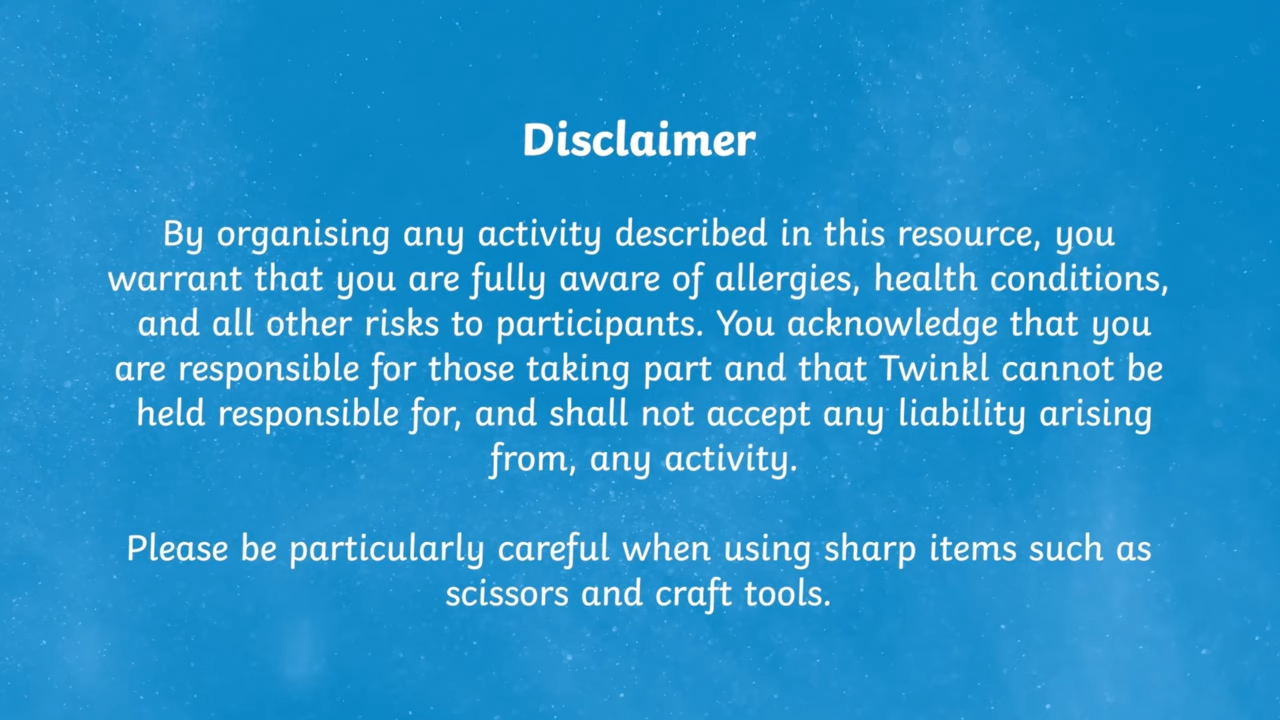 Disclaimer
By organising any activity described in this resource, you
warrant that you are fully aware of allergies, health conditions,
and all other risks to participants. You acknowledge that you
are responsible for those taking part and that Twinkl cannot be
held responsible for, and shall not accept any liability arising
from, any activity.
Please be particularly careful when using sharp items such as
scissors and craft tools.